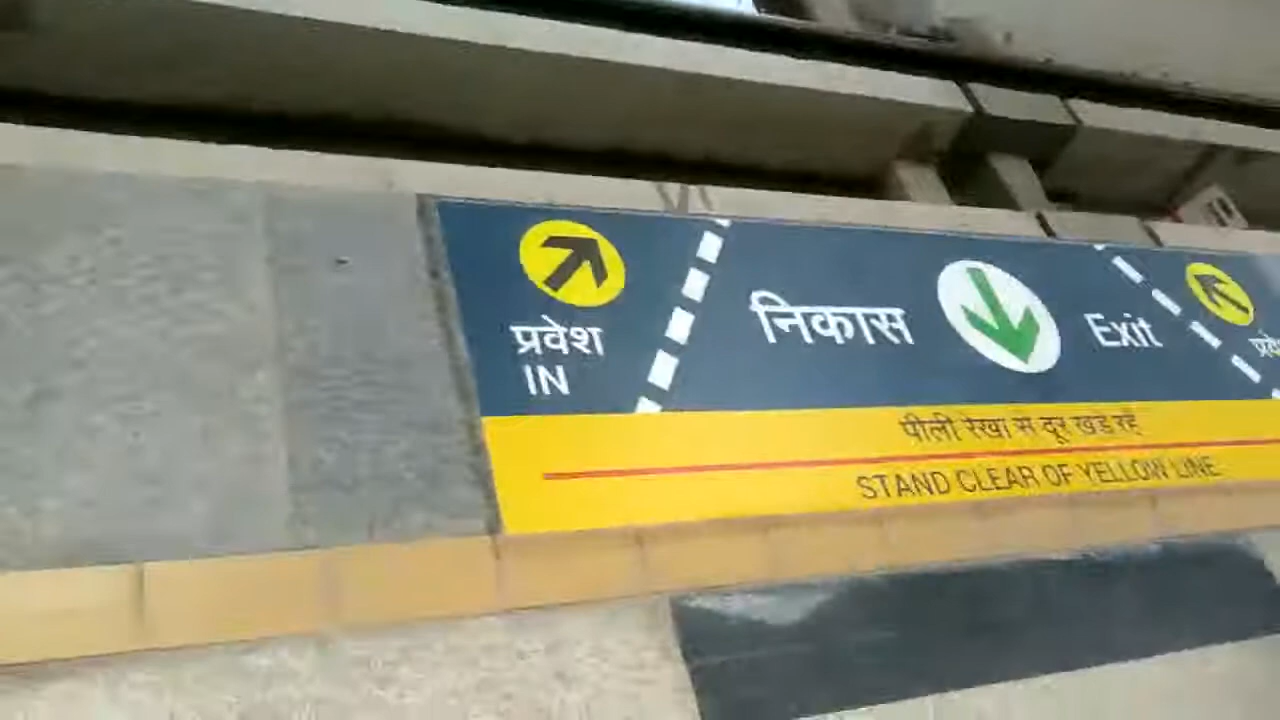 प्रवेश
IN
निकास
Exit
पीली रेखा से दूर खड़े रहें
STAND CLEAR OF YELLOW LINE